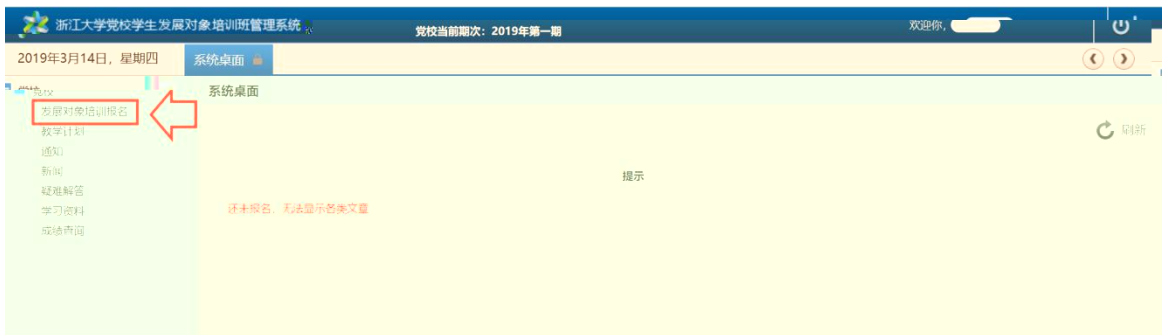 浙江大学党校学生发展对象培训班管理系统
党校当前期次：2019年第一期
欢迎你,
2019年3月14日，星期四
系统桌面
系统桌面
发展对象培训报名
教学计划
通知
新闻
疑难解答
学习资料
成绩查询
刷新
提示
还未报名，无法显示各类文章